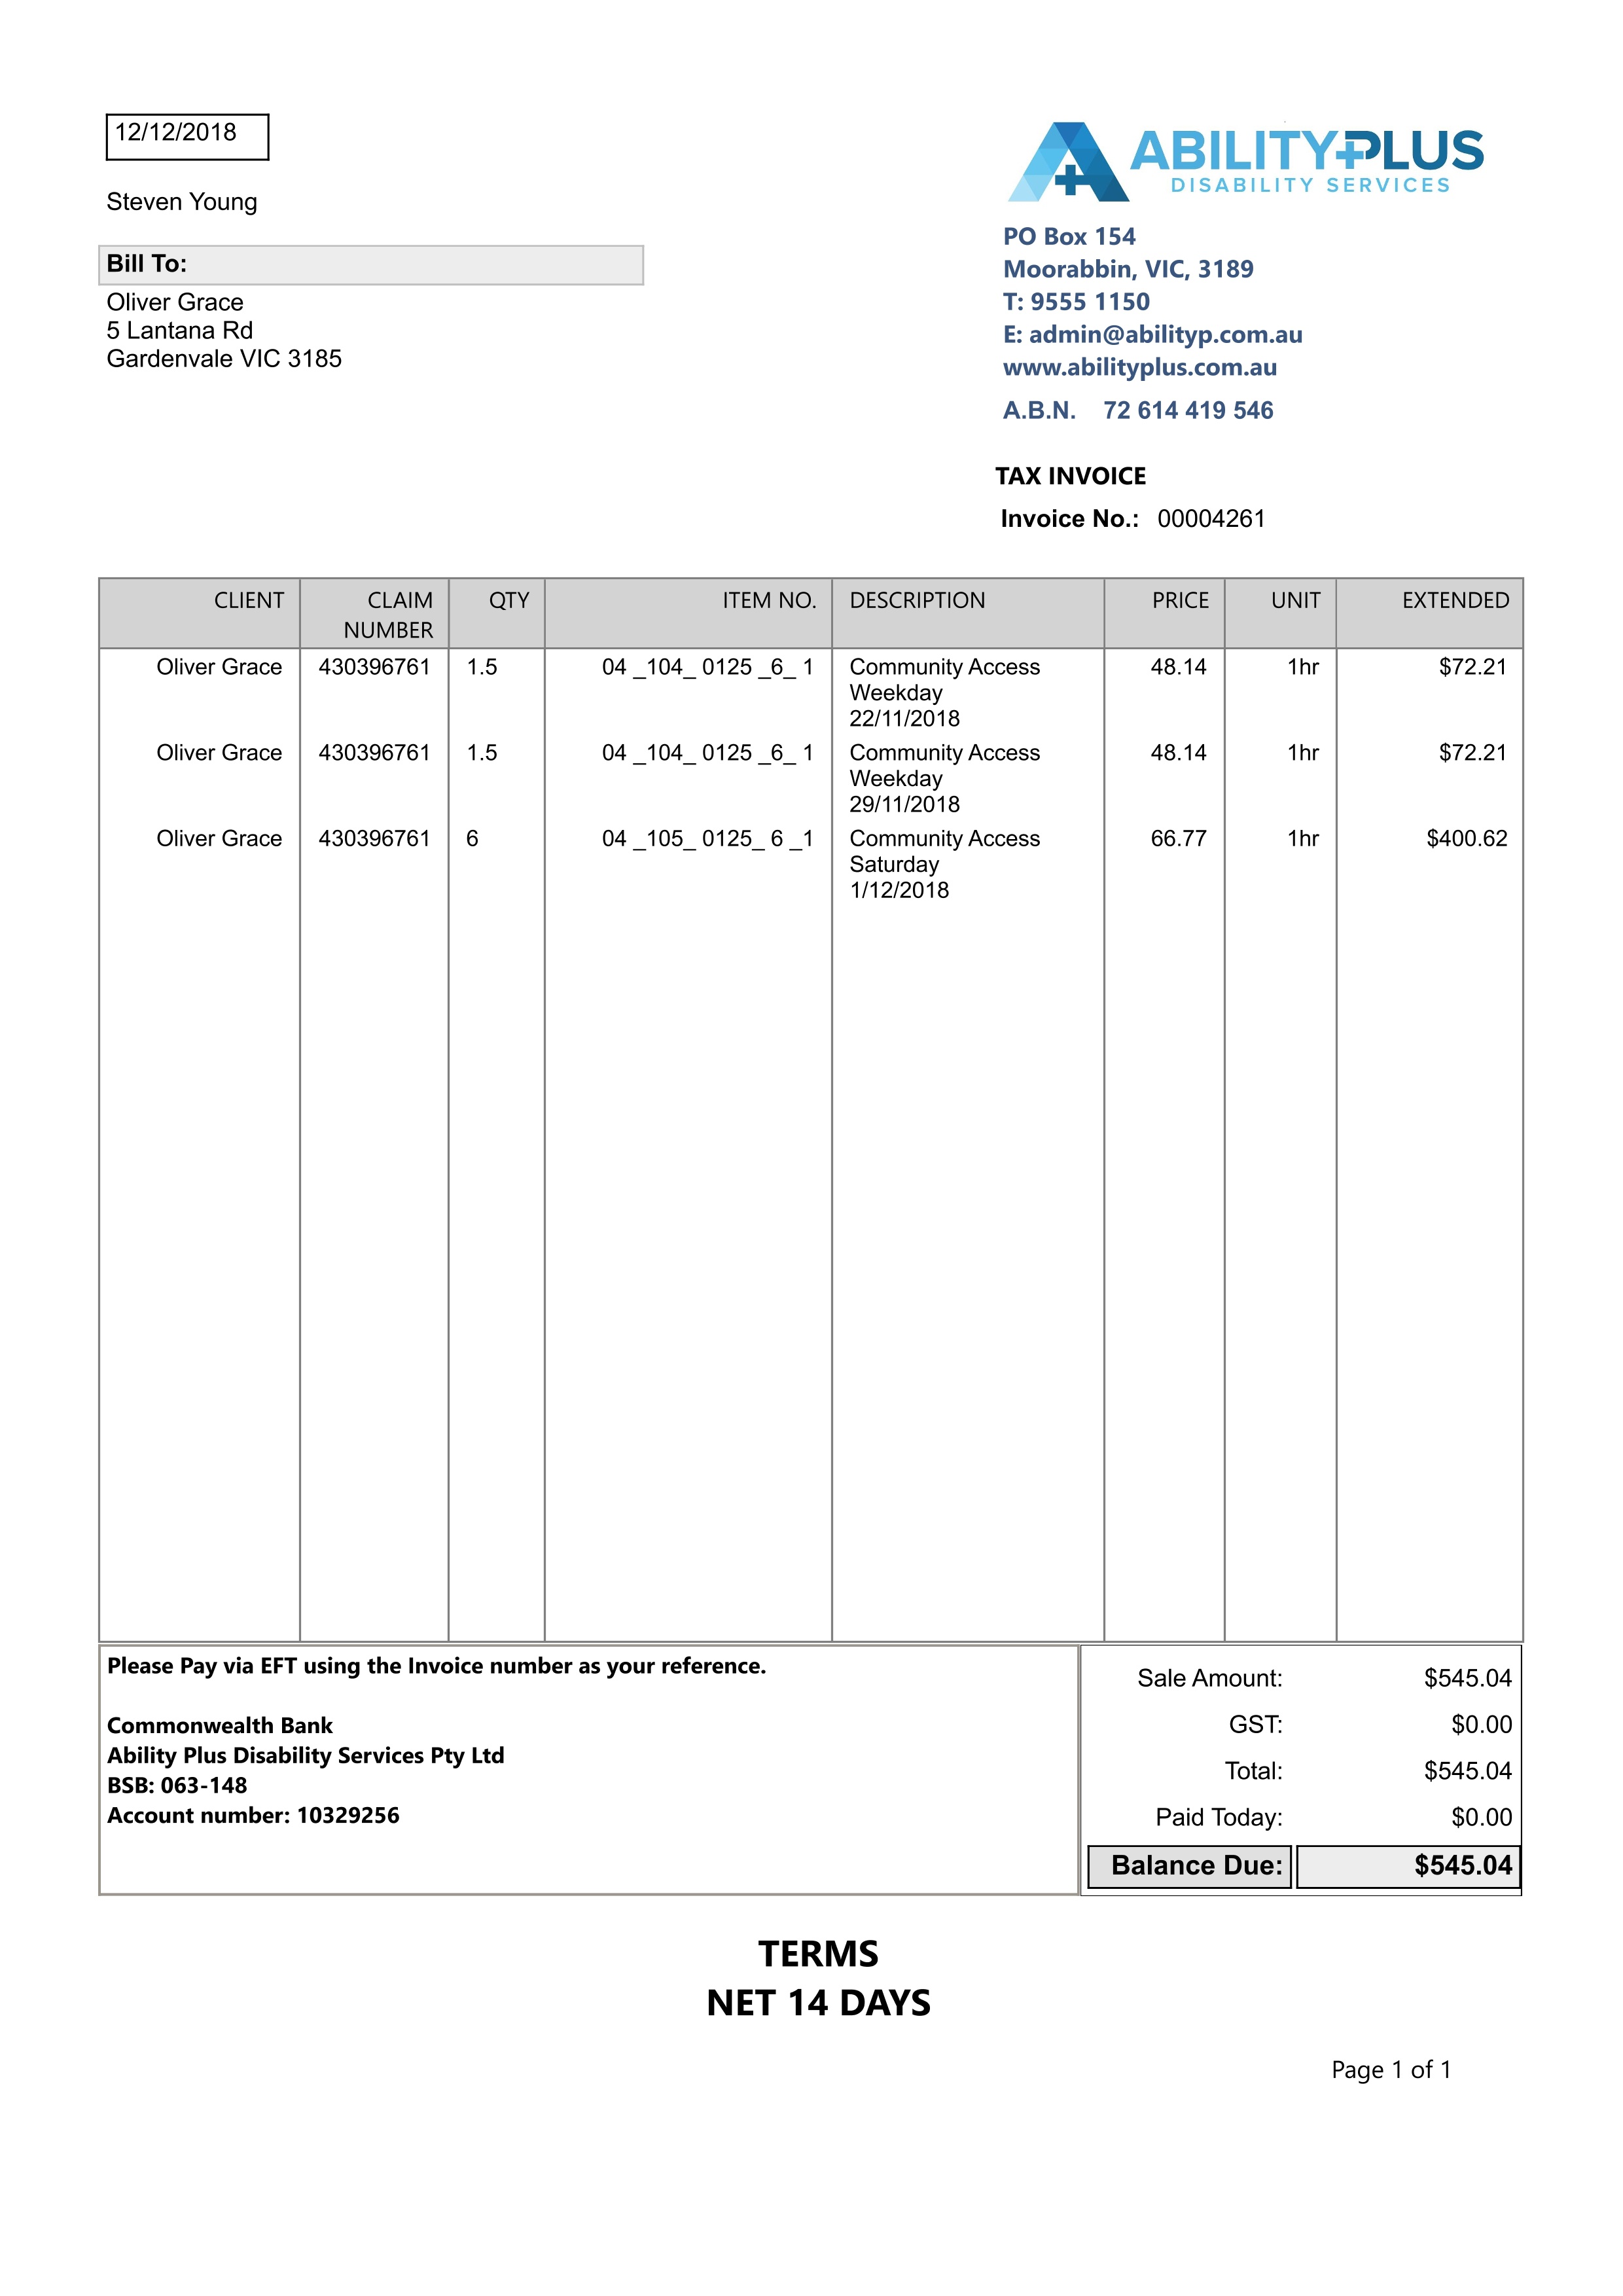 12/12/2018
Steven Young
Bill To:
Oliver Grace
5 Lantana Rd
Gardenvale VIC 3185
ABILITY PLUS
DISABILITY SERVICES
PO Box 154
Moorabbin, VIC, 3189
T: 9555 1150
E: admin@abilityp.com.au
www.abilityplus.com.au
A.B.N. 72 614 419 546
TAX INVOICE
Invoice No.: 00004261
CLIENT CLAIM NUMBER QTY ITEM NO. DESCRIPTION PRICE UNIT EXTENDED
Oliver Grace 430396761 1.5 04 _104_ 0125 _6_ 1 Community Access 48.14 1hr $72.21
Weekday
22/11/2018
Oliver Grace 430396761 1.5 04 _104_ 0125 _6_ 1 Community Access 48.14 1hr $72.21
Weekday
29/11/2018
Oliver Grace 430396761 6 04 _105_ 0125_ 6 _1 Community Access 66.77 1hr $400.62
Saturday
1/12/2018
Please Pay via EFT using the Invoice number as your reference.
Commonwealth Bank
Ability Plus Disability Services Pty Ltd
BSB: 063-148
Account number: 10329256
Sale Amount: $545.04
GST: $0.00
Total: $545.04
Paid Today: $0.00
Balance Due: $545.04
TERMS
NET 14 DAYS
Page 1 of 1